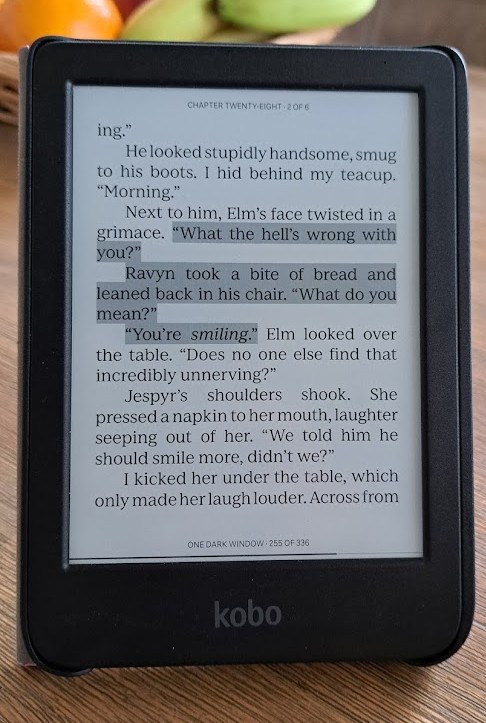 CHAPTER TWENTY-EIGHT · 2 OF 6
ing.”
He looked stupidly handsome, smug
to his boots. I hid behind my teacup.
“Morning.”
Next to him, Elm’s face twisted in a
grimace. “What the hell’s wrong with
you?”
Ravyn took a bite of bread and
leaned back in his chair. “What do you
mean?”
“You’re smiling.” Elm looked over
the table. “Does no one else find that
incredibly unnerving?”
Jespyr’s shoulders shook. She
pressed a napkin to her mouth, laughter
seeping out of her. “We told him he
should smile more, didn’t we?”
I kicked her under the table, which
only made her laugh louder. Across from
ONE DARK WINDOW · 255 OF 336
kobo